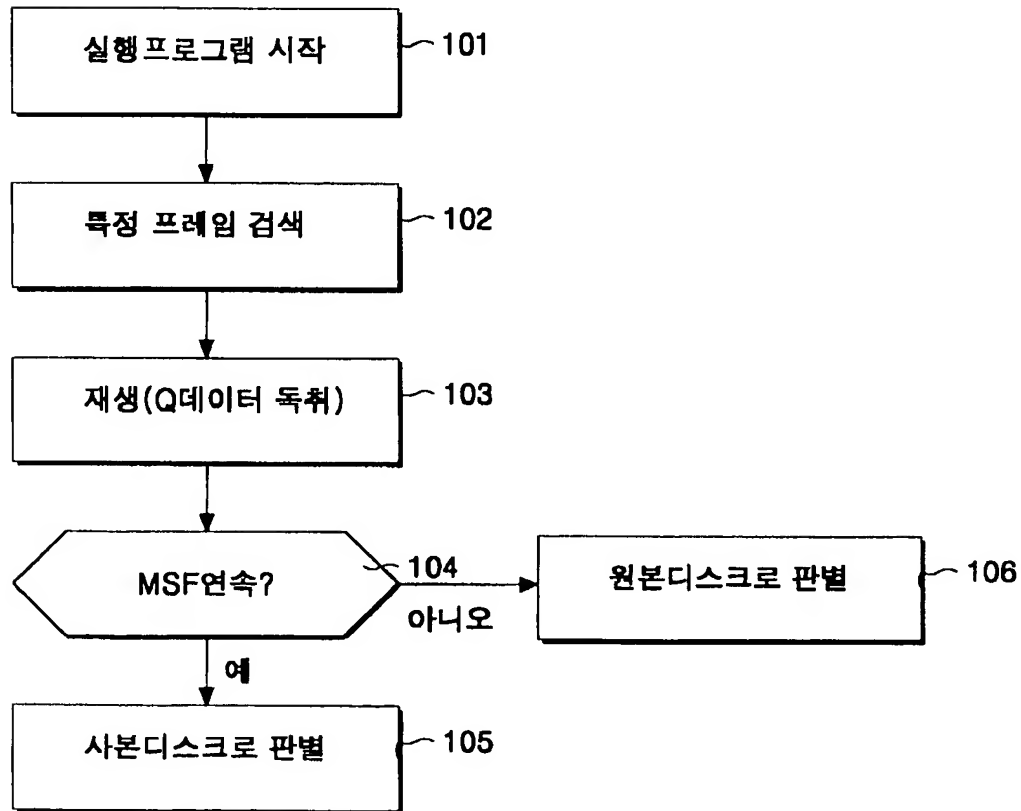 실행프로그램 시작
101
특정 프레임 검색
102
재생(Q데이터 독취)
103
MSF연속?
104
아니오
원본디스크로 판별
106
예
사본디스크로 판별
105